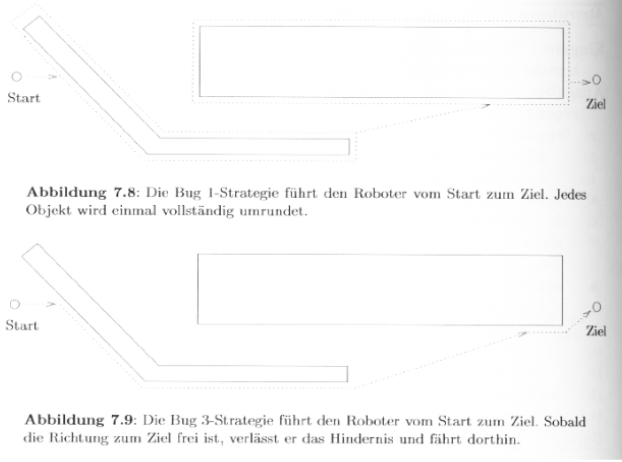 Start
Ziel
Abbildung 7.8: Die Bug 1-Strategie führt den Roboter vom Start zum Ziel. Jedes
Objekt wird einmal vollständig umrundet.
Start
Ziel
Abbildung 7.9: Die Bug 3-Strategie führt den Roboter vom Start zum Ziel. Sobald
die Richtung zum Ziel frei ist, verlässt er das Hindernis und fährt dorthin.